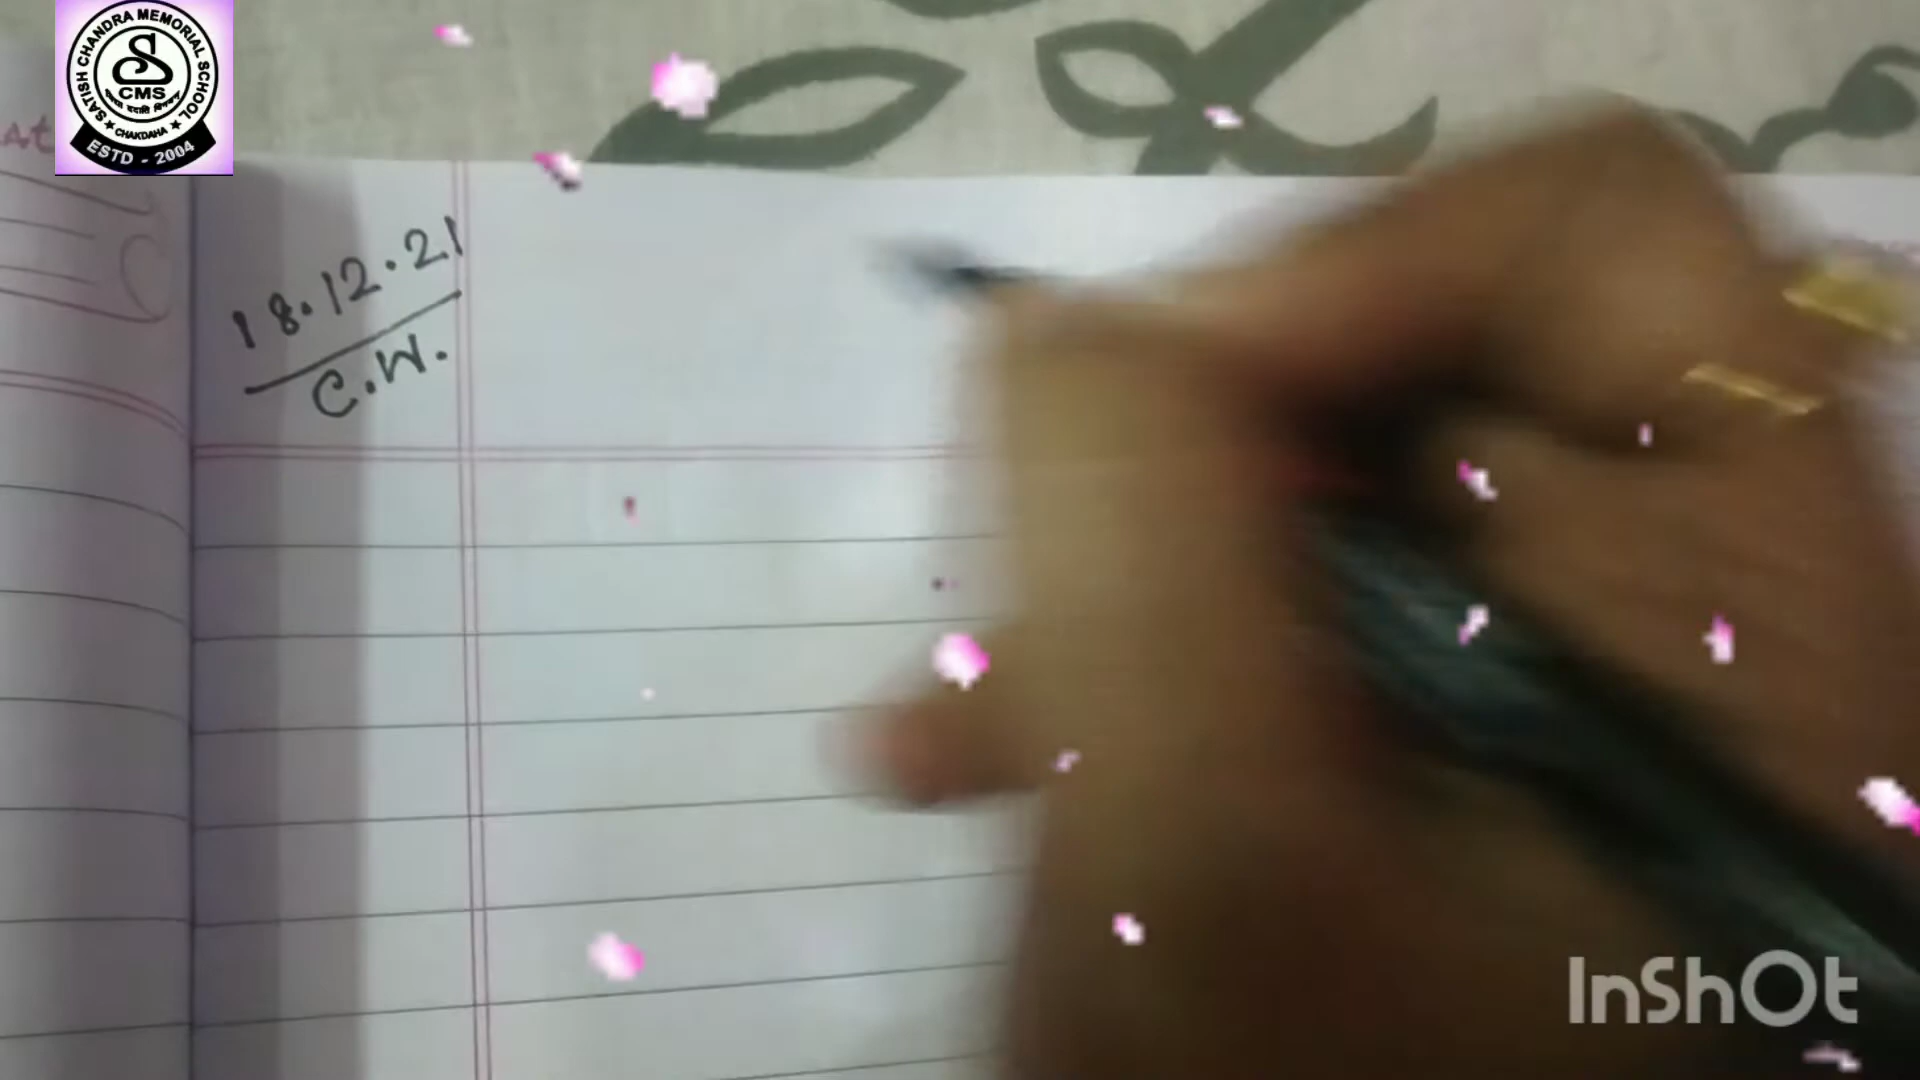 SATISH CHANDRA MEMORIAL SCHOOL
CMS
★ CHAKDAHA ★
ESTD - 2004
18.12.21
C.W.
InShOt